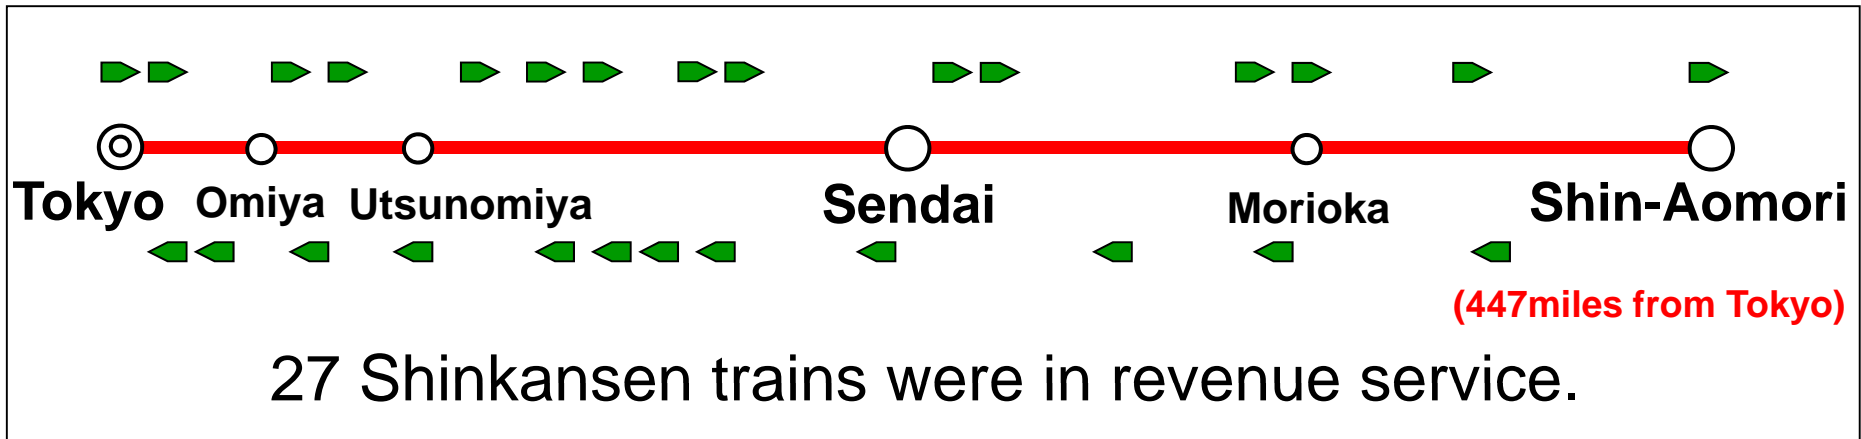 Tokyo Omiya Utsunomiya Sendai Morioka Shin-Aomori
(447miles from Tokyo)
27 Shinkansen trains were in revenue service.